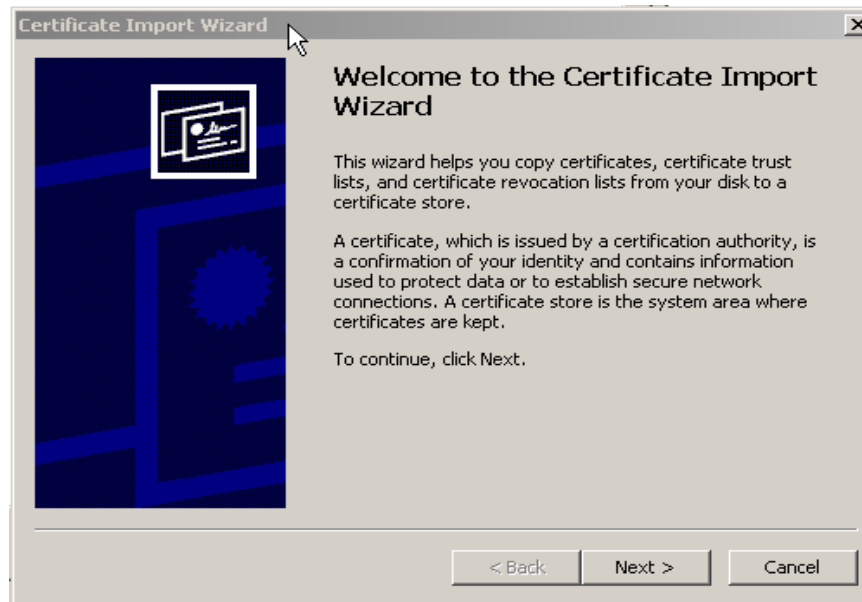 Certificate Import Wizard
Welcome to the Certificate Import
Wizard
This wizard helps you copy certificates, certificate trust
lists, and certificate revocation lists from your disk to a
certificate store.
A certificate, which is issued by a certification authority, is
a confirmation of your identity and contains information
used to protect data or to establish secure network
connections. A certificate store is the system area where
certificates are kept.
To continue, click Next.
< Back
Next >
Cancel